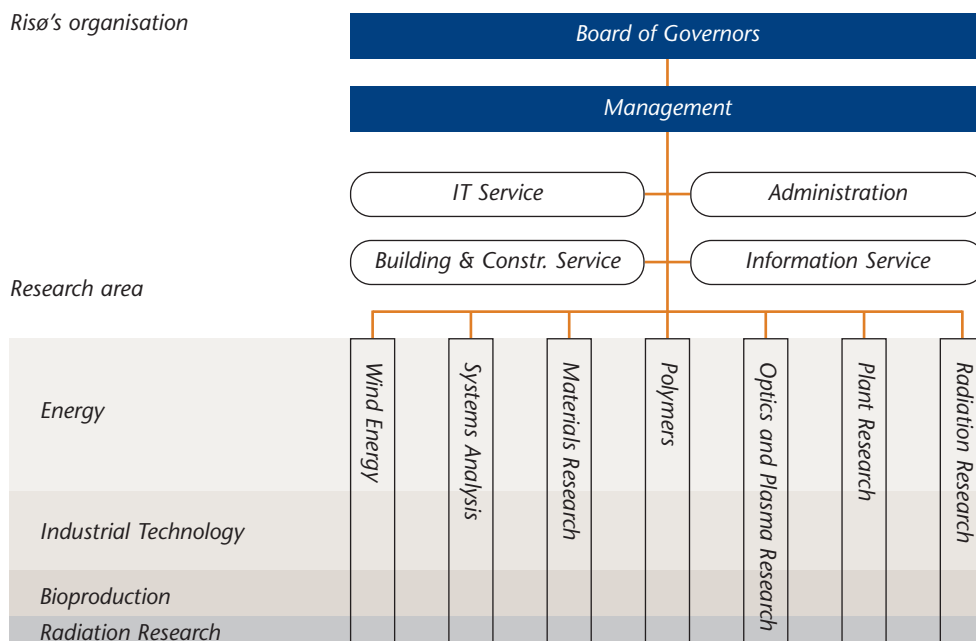 Risø's organisation
Board of Governors
Management
IT Service
Administration
Building & Constr. Service
Information Service
Research area
Wind Energy
Systems Analysis
Materials Research
Polymers
Optics and Plasma Research
Plant Research
Radiation Research
Energy
Industrial Technology
Bioproduction
Radiation Research